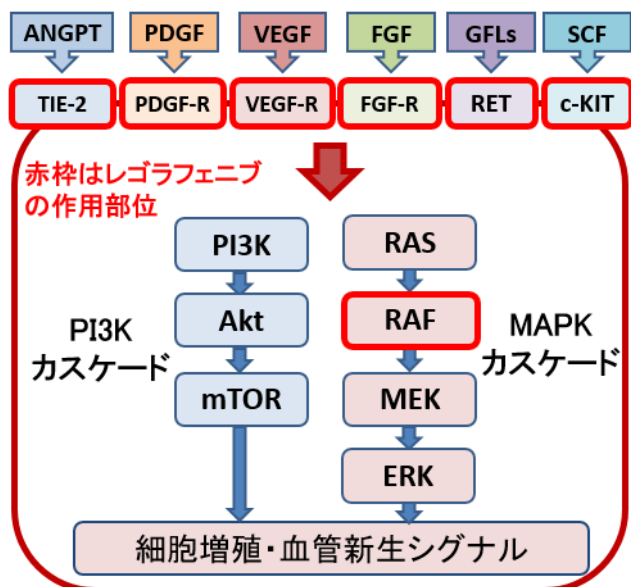 ANGPT PDGF VEGF FGF GFLs SCF
TIE-2 PDGF-R VEGF-R FGF-R RET c-KIT
赤枠はレゴラフェニブ
の作用部位
PI3K RAS
Akt RAF
PI3K
カスケード
MAPK
カスケード
mTOR MEK
ERK
細胞増殖・血管新生シグナル